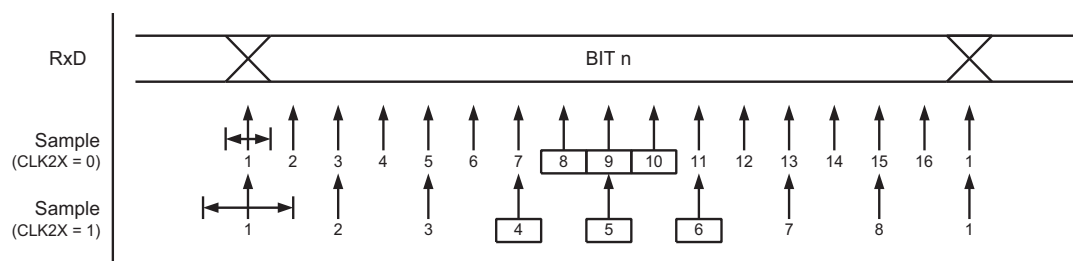 RxD
BIT n
Sample
(CLK2X = 0)
1 2 3 4 5 6 7 8 9 10 11 12 13 14 15 16 1
Sample
(CLK2X = 1)
1 2 3 4 5 6 7 8 1